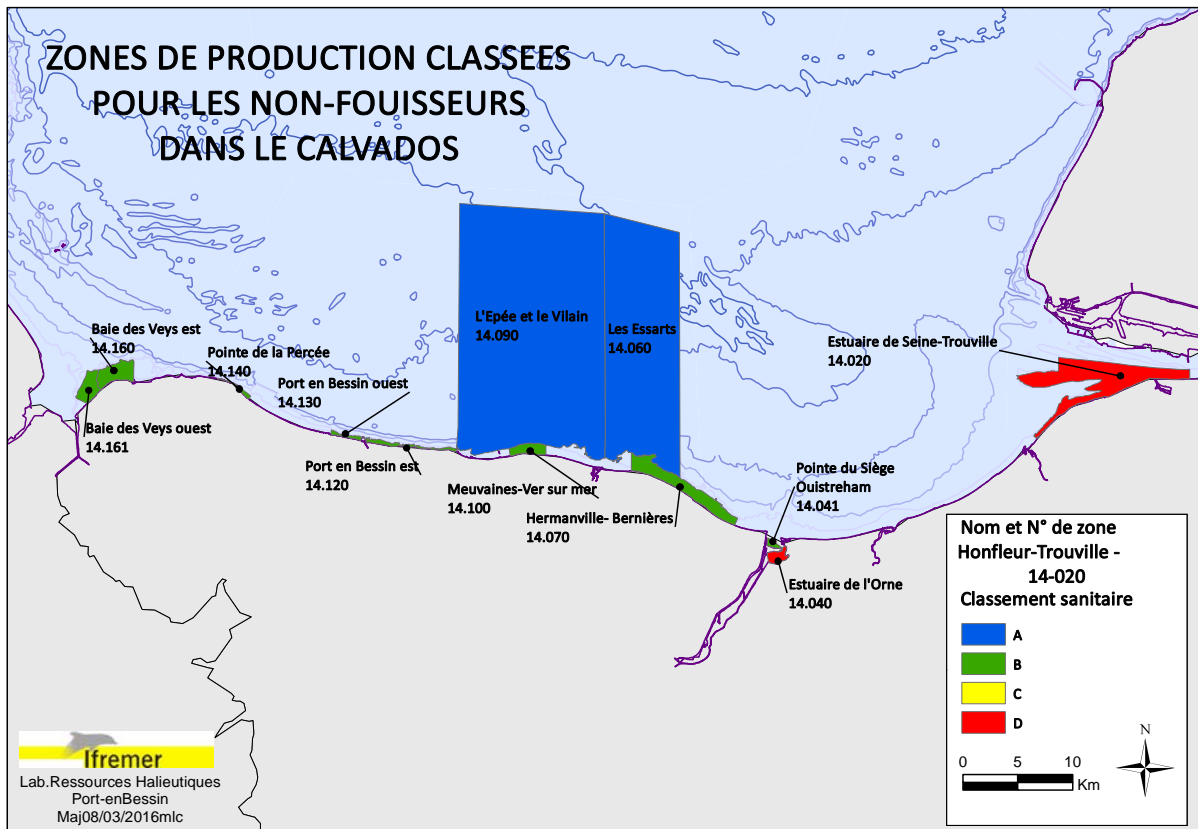 ZONES DE PRODUCTION CLASSEES
POUR LES NON-FOUISSEURS
DANS LE CALVADOS
Baie des Veys est
14.160
Baie des Veys ouest
14.161
Pointe de la Percée
14.140
Port en Bessin ouest
14.130
Port en Bessin est
14.120
L'Epée et le Vilain
14.090
Les Essarts
14.060
Meuvaines-Ver sur mer
14.100
Hermanville- Bernières
14.070
Estuaire de Seine-Trouville
14.020
Pointe du Siège
Ouistreham
14.041
Estuaire de l'Orne
14.040
Nom et N° de zone
Honfleur-Trouville -
14-020
Classement sanitaire
A
B
C
D
N
0 5 10
Km
Ifremer
Lab.Ressources Halieutiques
Port-enBessin
Maj08/03/2016mlc